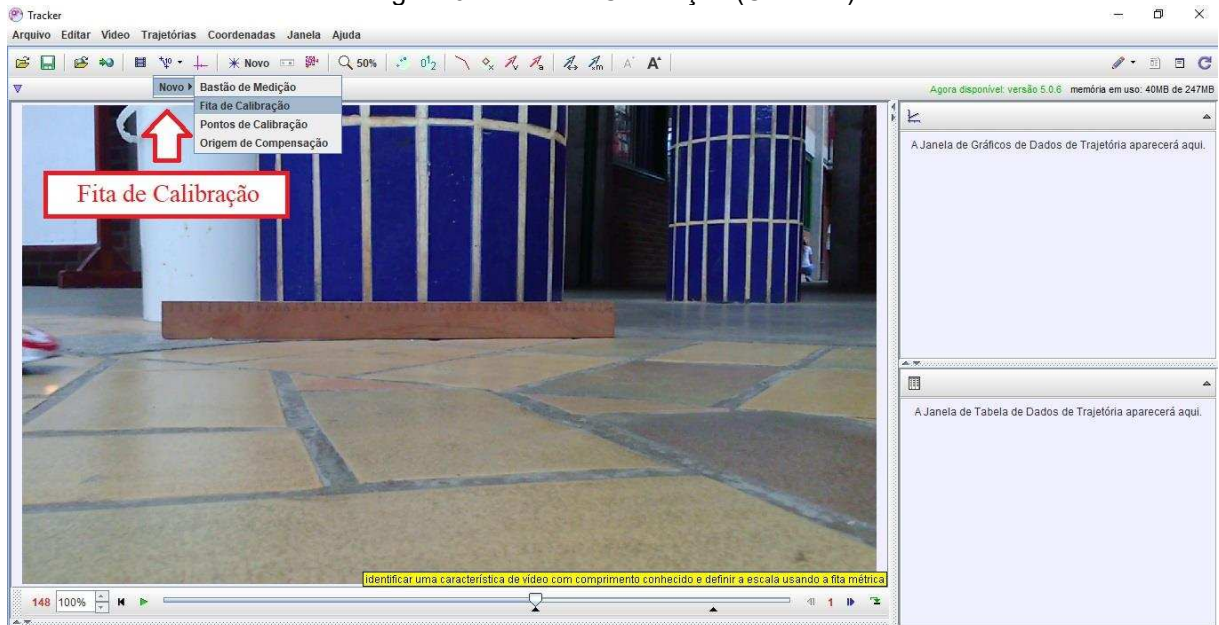 Tracker
Arquivo Editar Video Trajetórias Coordenadas Janela Ajuda
Novo 50%
Novo
Bastão de Medição
Fita de Calibração
Pontos de Calibração
Origem de Compensação
Agora disponível: versão 5.0.6 memória em uso: 40MB de 247MB
Fita de Calibração
A Janela de Gráficos de Dados de Trajetória aparecerá aqui.
A Janela de Tabela de Dados de Trajetória aparecerá aqui.
identificar uma característica de vídeo com comprimento conhecido e definir a escala usando a fita métrica
148 100% 1